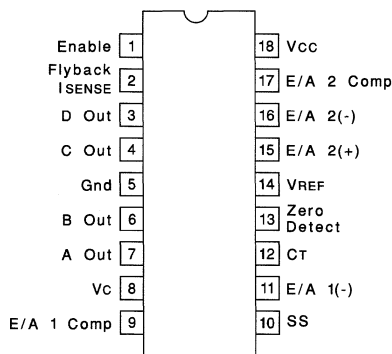 Enable 1
Flyback
ISENSE 2
D Out 3
C Out 4
Gnd 5
B Out 6
A Out 7
VC 8
E/A 1 Comp 9
18 VCC
17 E/A 2 Comp
16 E/A 2(-)
15 E/A 2(+)
14 VREF
13 Zero
Detect
12 CT
11 E/A 1(-)
10 SS